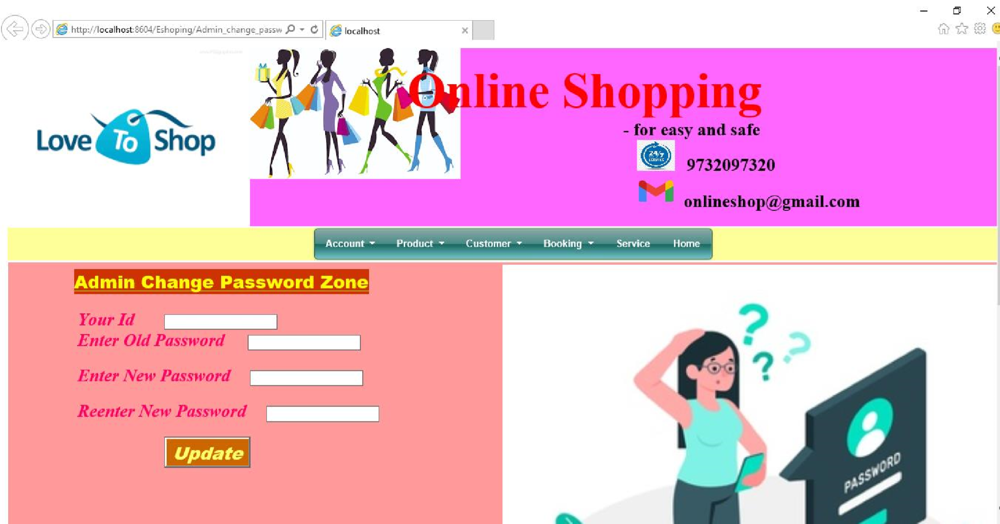 http://localhost:8604/Eshoping/Admin_change_passw
localhost
Love To Shop
Online Shopping
- for easy and safe
24/7
SERVICE
9732097320
onlineshop@gmail.com
Account Product Customer Booking Service Home
Admin Change Password Zone
Your Id
Enter Old Password
Enter New Password
Reenter New Password
Update
? ? ?
PASSWORD